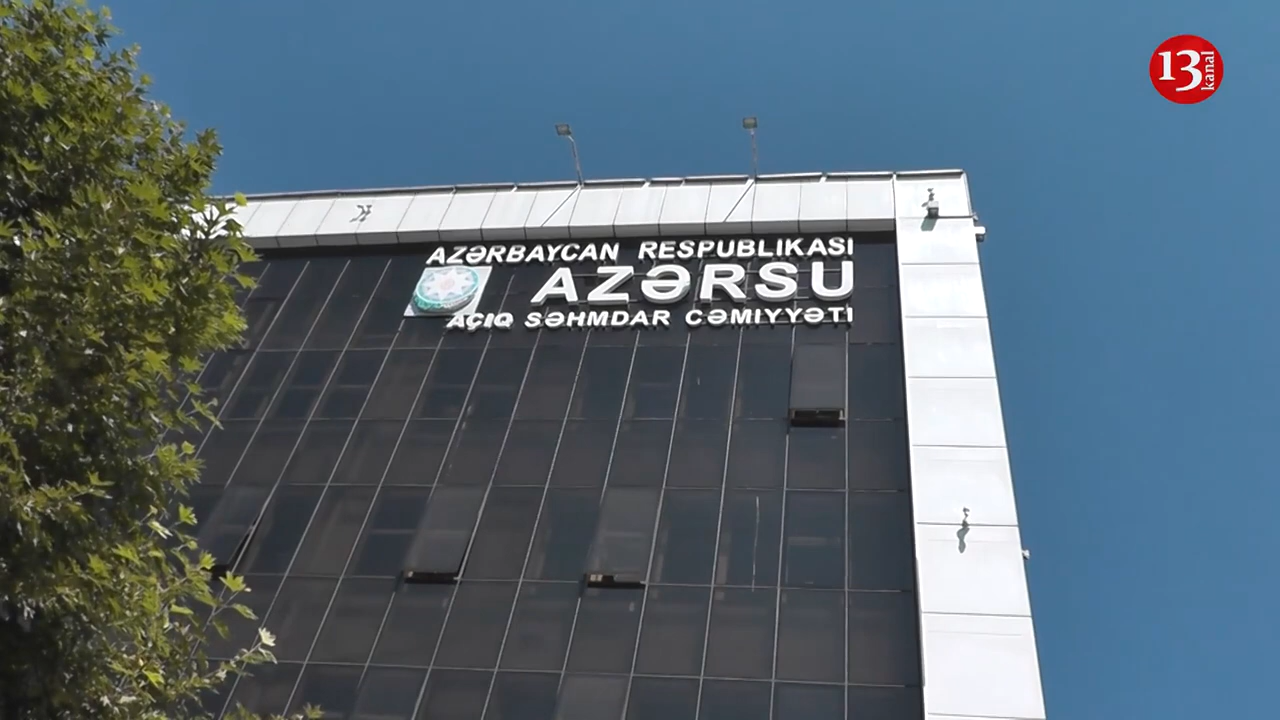 13 kanal
AZƏRBAYCAN RESPUBLIKASI
AZƏRSU
AÇIQ SƏHMDAR CƏMIYYƏTI